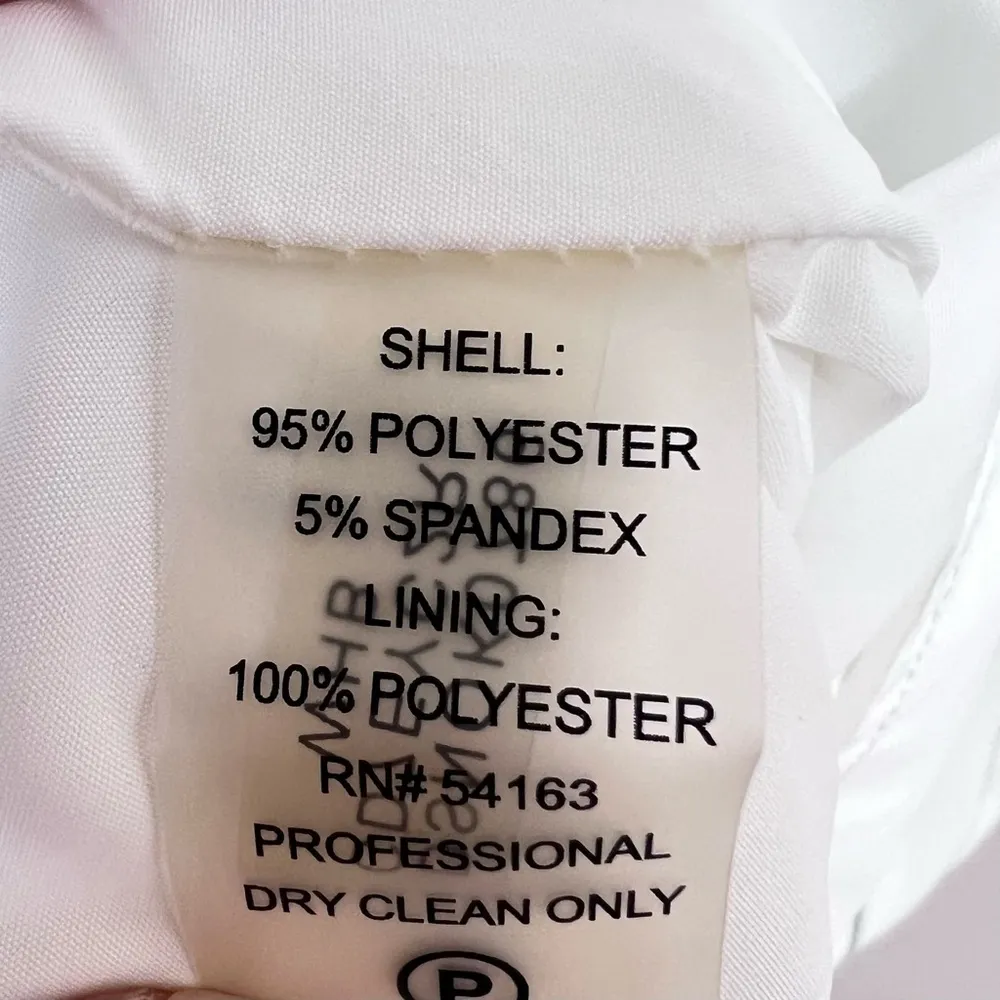 SHELL:
95% POLYESTER
5% SPANDEX
LINING:
100% POLYESTER
RN# 54163
PROFESSIONAL
DRY CLEAN ONLY
P